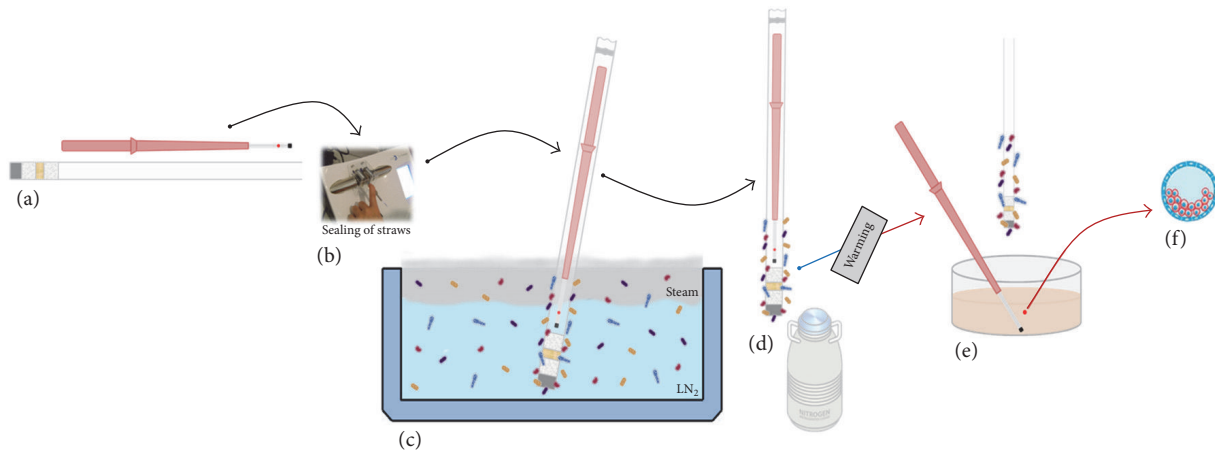 (a)
Sealing of straws
(b)
Steam
LN₂
(c)
(d)
NITROGEN
Warming
(e)
(f)